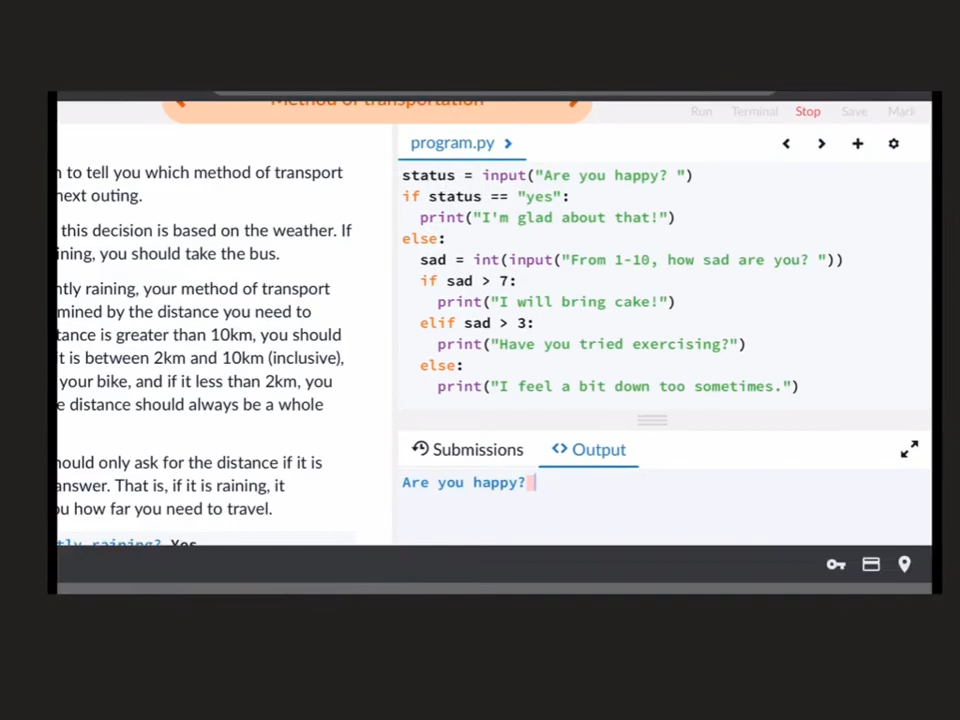 Method of transportation
Run Terminal Stop Save Mark
program.py
n to tell you which method of transport
next outing.
this decision is based on the weather. If
ining, you should take the bus.
ntly raining, your method of transport
mined by the distance you need to
tance is greater than 10km, you should
t is between 2km and 10km (inclusive),
your bike, and if it less than 2km, you
e distance should always be a whole
hould only ask for the distance if it is
answer. That is, if it is raining, it
u how far you need to travel.
tly raining? Yes
status = input("Are you happy? ")
if status == "yes":
print("I'm glad about that!")
else:
sad = int(input("From 1-10, how sad are you? "))
if sad > 7:
print("I will bring cake!")
elif sad > 3:
print("Have you tried exercising?")
else:
print("I feel a bit down too sometimes.")
Submissions <> Output
Are you happy?